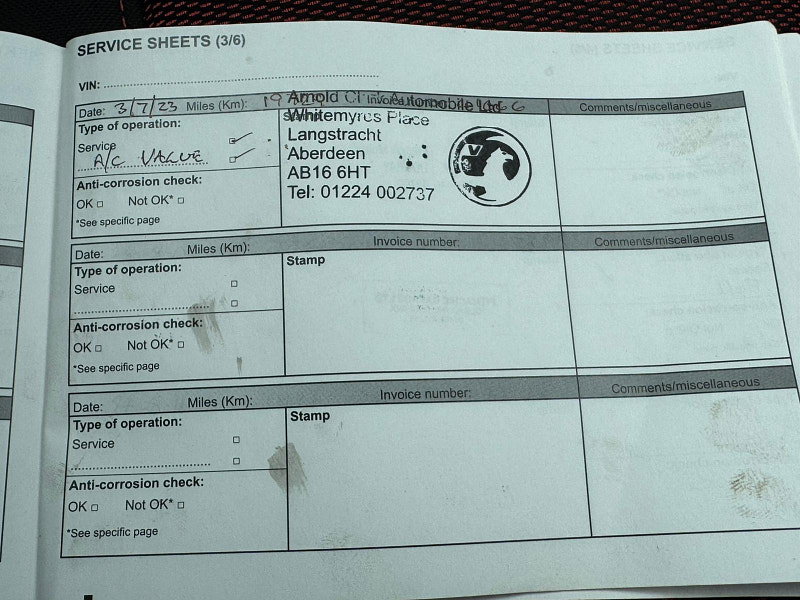 SERVICE SHEETS (3/6)
VIN:
Date: 3/7/23 Miles (Km): Invoice number:
Comments/miscellaneous
Type of operation:
Service
A/C VALUE
Anti-corrosion check:
OK Not OK*
*See specific page
Arnold Clark Automobile Ltd
Whitemyres Place
Langstracht
Aberdeen
AB16 6HT
Tel: 01224 002737
Date: Miles (Km): Invoice number: Comments/miscellaneous
Type of operation:
Service
Anti-corrosion check:
OK Not OK*
*See specific page
Stamp
Date: Miles (Km): Invoice number: Comments/miscellaneous
Type of operation:
Service
Anti-corrosion check:
OK Not OK*
*See specific page
Stamp